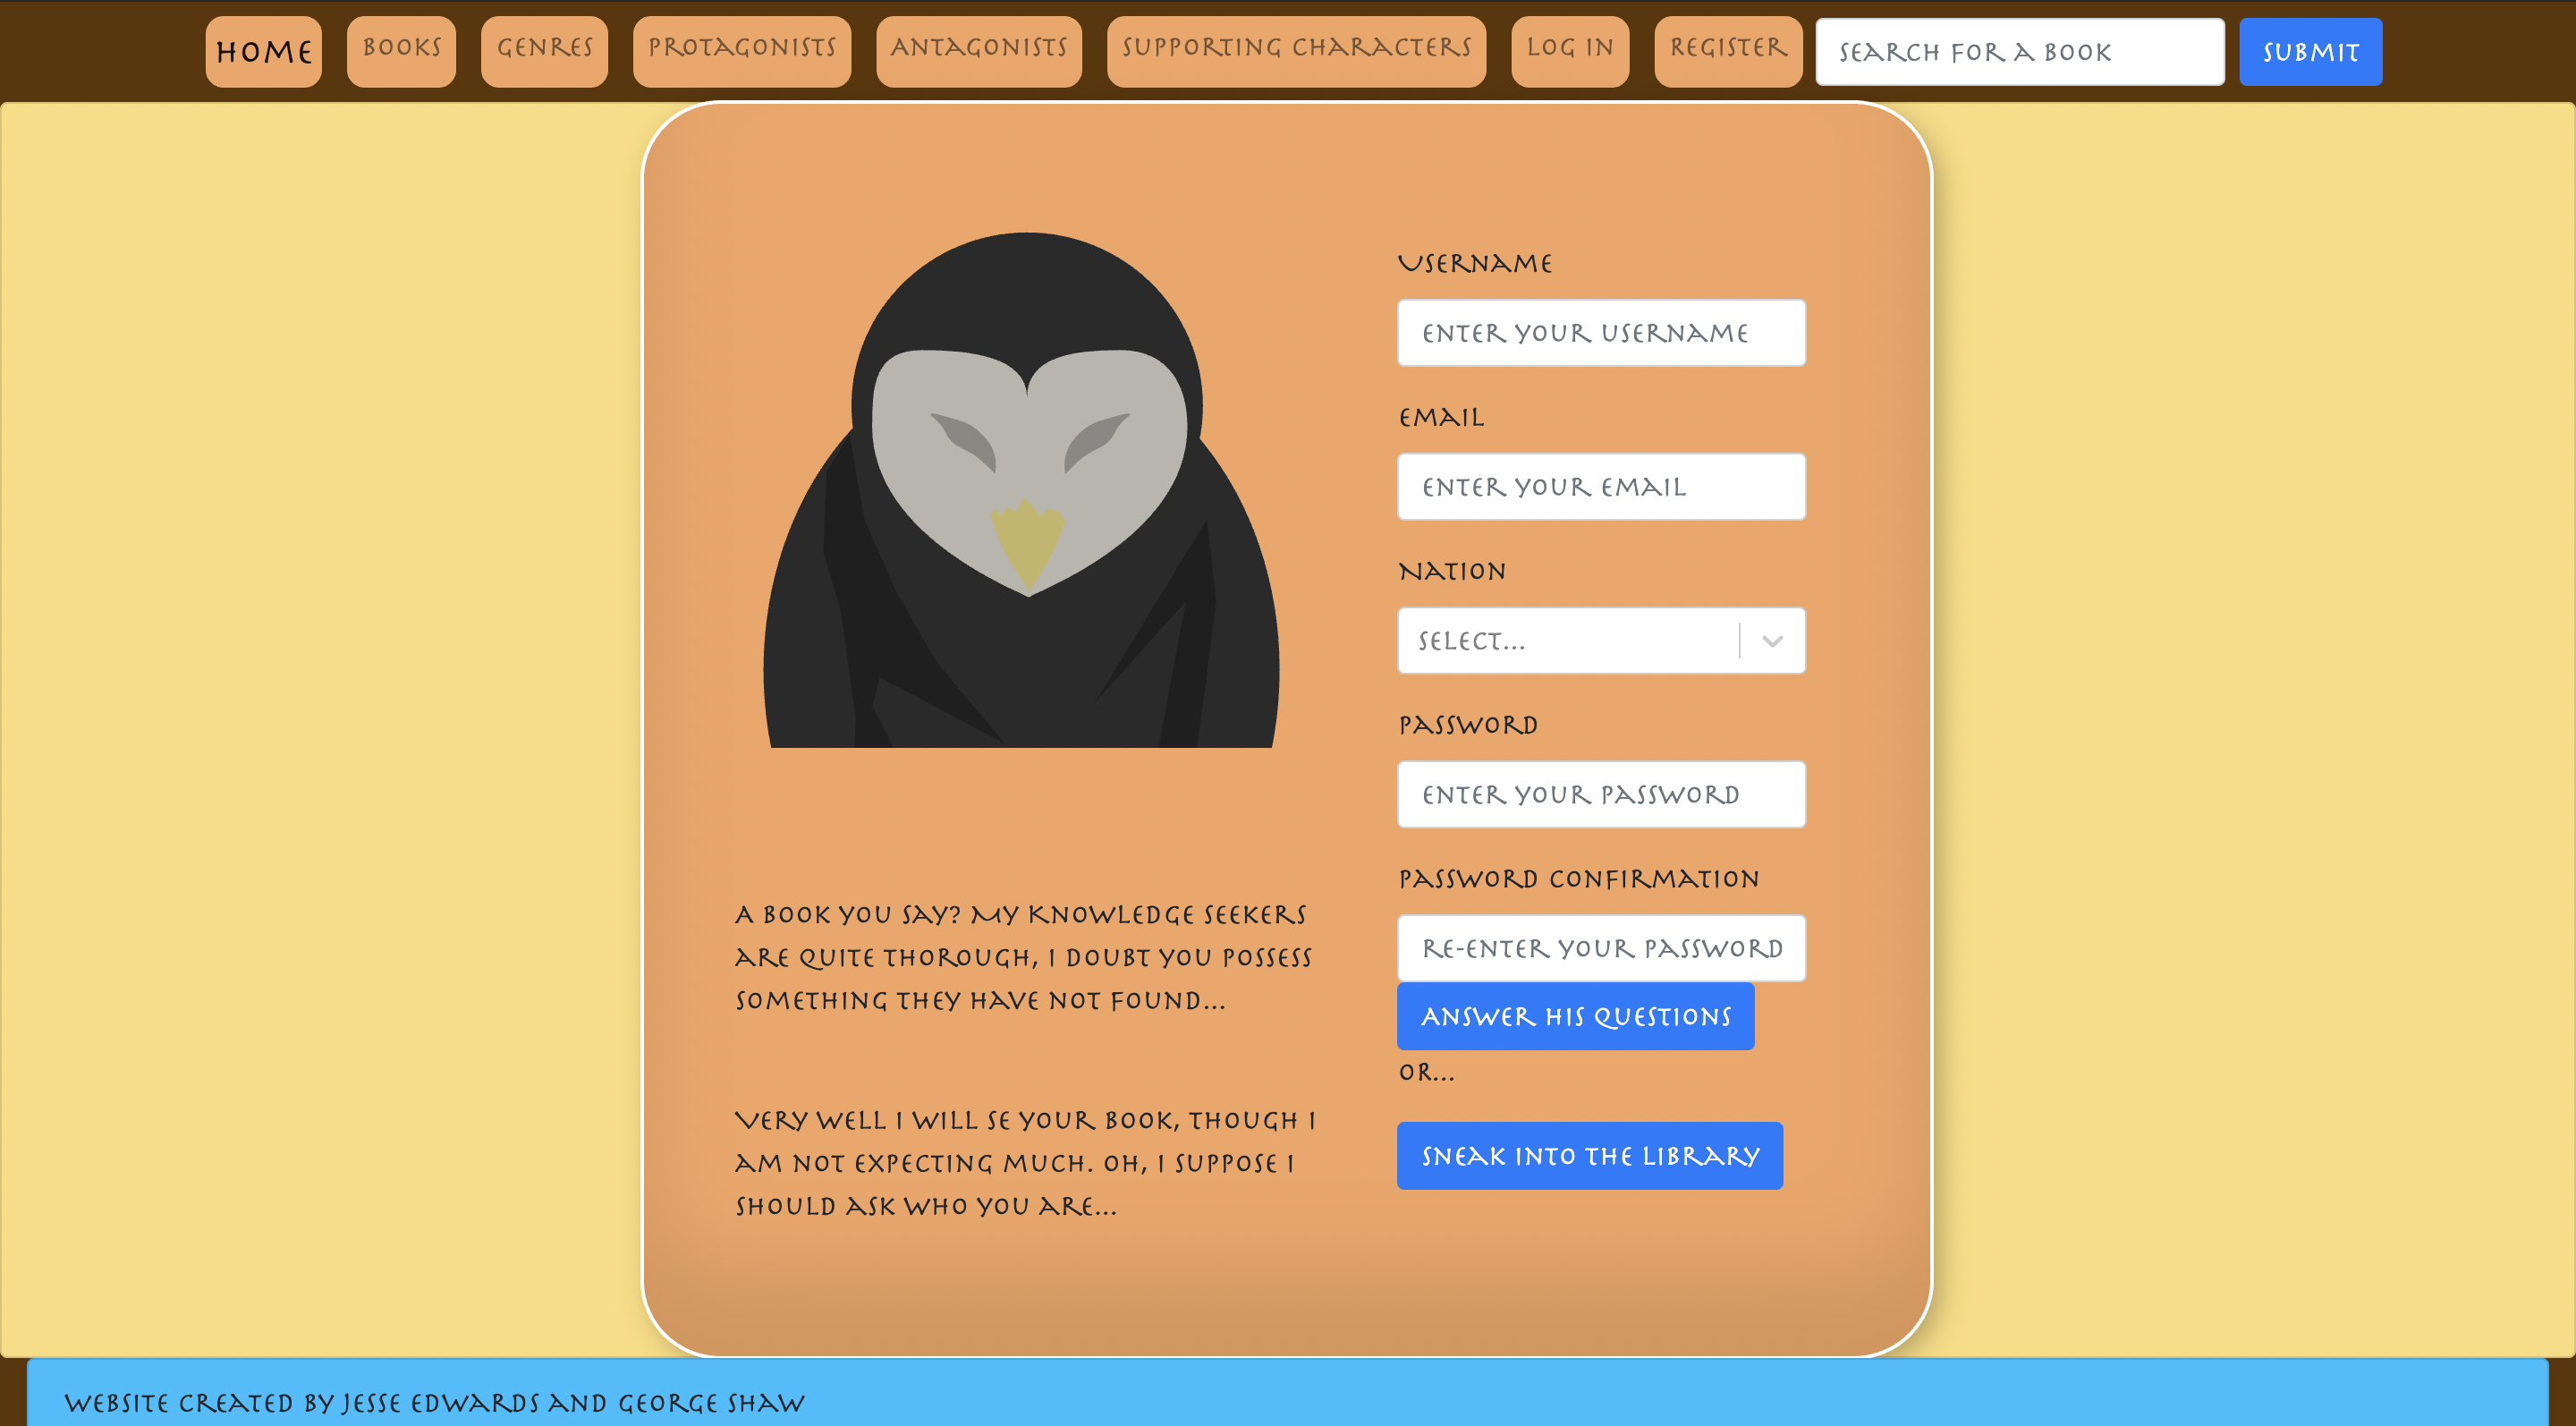 HOME
BOOKS
GENRES
PROTAGONISTS
ANTAGONISTS
SUPPORTING CHARACTERS
LOG IN
REGISTER
SEARCH FOR A BOOK
SUBMIT
A BOOK YOU SAY? MY KNOWLEDGE SEEKERS
ARE QUITE THOROUGH, I DOUBT YOU POSSESS
SOMETHING THEY HAVE NOT FOUND...
VERY WELL I WILL SE YOUR BOOK, THOUGH I
AM NOT EXPECTING MUCH. OH, I SUPPOSE I
SHOULD ASK WHO YOU ARE...
USERNAME
ENTER YOUR USERNAME
EMAIL
ENTER YOUR EMAIL
NATION
SELECT...
PASSWORD
ENTER YOUR PASSWORD
PASSWORD CONFIRMATION
RE-ENTER YOUR PASSWORD
ANSWER HIS QUESTIONS
OR...
SNEAK INTO THE LIBRARY
WEBSITE CREATED BY JESSE EDWARDS AND GEORGE SHAW